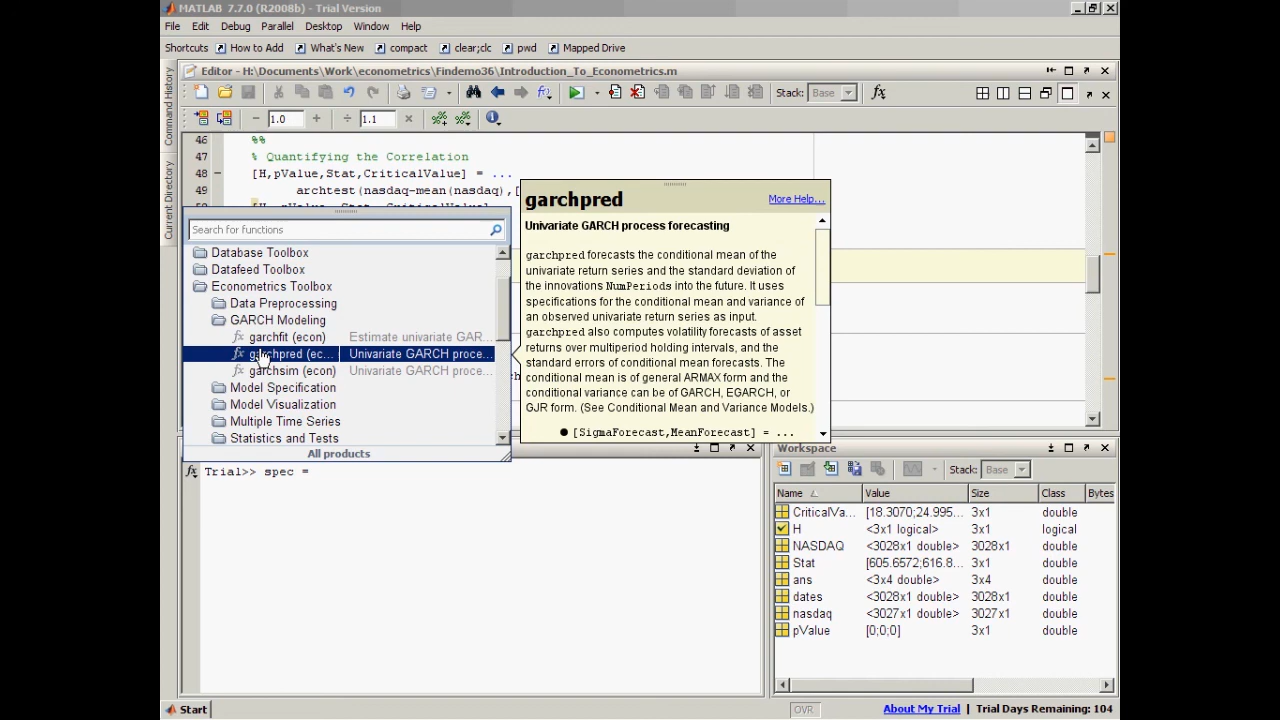 MATLAB 7.7.0 (R2008b) - Trial Version
File Edit Debug Parallel Desktop Window Help
Shortcuts How to Add What's New compact clear;clc pwd Mapped Drive
Command History
Current Directory
Editor - H:\Documents\Work\econometrics\Findemo36\Introduction_To_Econometrics.m
Stack: Base
1.0 1.1
46 %%
47 % Quantifying the Correlation
48 [H,pValue,Stat,CriticalValue] = ...
49 archtest(nasdaq-mean(nasdaq),[
Search for functions
Database Toolbox
Datafeed Toolbox
Econometrics Toolbox
Data Preprocessing
GARCH Modeling
garchfit (econ) Estimate univariate GAR...
garchpred (ec... Univariate GARCH proce...
garchsim (econ) Univariate GARCH proce...
Model Specification
Model Visualization
Multiple Time Series
Statistics and Tests
All products
garchpred More Help...
Univariate GARCH process forecasting
garchpred forecasts the conditional mean of the
univariate return series and the standard deviation of
the innovations NumPeriods into the future. It uses
specifications for the conditional mean and variance of
an observed univariate return series as input.
garchpred also computes volatility forecasts of asset
returns over multiperiod holding intervals, and the
standard errors of conditional mean forecasts. The
conditional mean is of general ARMAX form and the
conditional variance can be of GARCH, EGARCH, or
GJR form. (See Conditional Mean and Variance Models.)
● [SigmaForecast,MeanForecast] = ...
Trial>> spec =
Workspace
Stack: Base
Name Value Size Class Bytes
CriticalVa... [18.3070;24.995... 3x1 double
H <3x1 logical> 3x1 logical
NASDAQ <3028x1 double> 3028x1 double
Stat [605.6572;616.8... 3x1 double
ans <3x4 double> 3x4 double
dates <3028x1 double> 3028x1 double
nasdaq <3027x1 double> 3027x1 double
pValue [0;0;0] 3x1 double
Start OVR About My Trial | Trial Days Remaining: 104